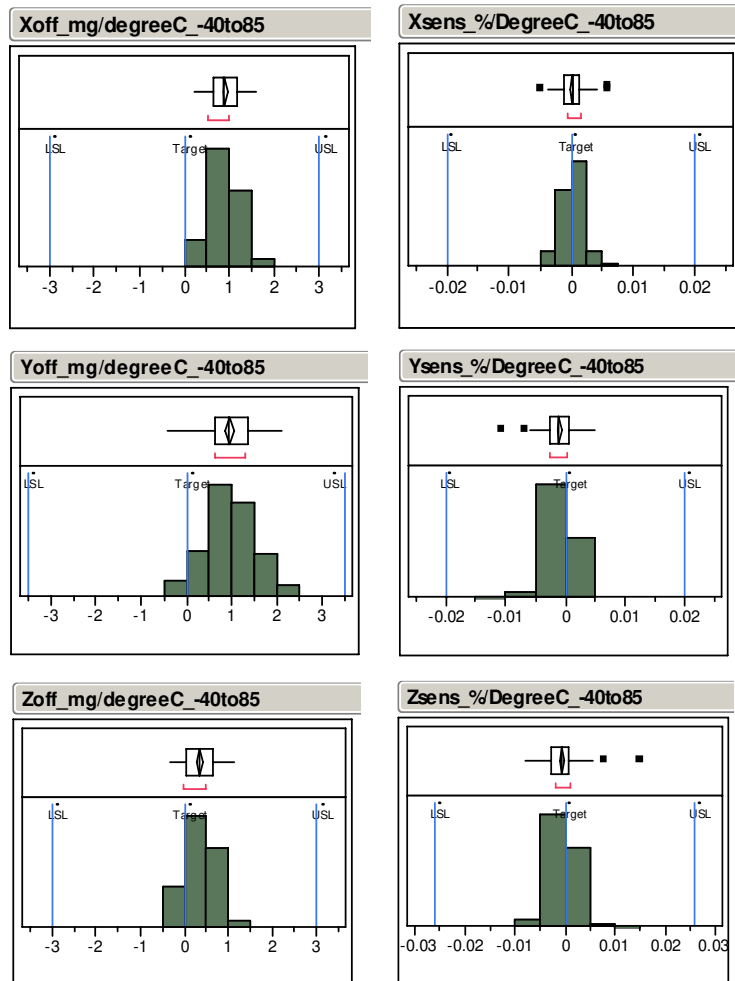 Xoff_mg/degreeC_-40to85
LSL Target USL
-3 -2 -1 0 1 2 3
Xsens_%/DegreeC_-40to85
LSL Target USL
-0.02 -0.01 0 0.01 0.02
Yoff_mg/degreeC_-40to85
LSL Target USL
-3 -2 -1 0 1 2 3
Ysens_%/DegreeC_-40to85
LSL Target USL
-0.02 -0.01 0 0.01 0.02
Zoff_mg/degreeC_-40to85
LSL Target USL
-3 -2 -1 0 1 2 3
Zsens_%/DegreeC_-40to85
LSL Target USL
-0.03 -0.02 -0.01 0 0.01 0.02 0.03